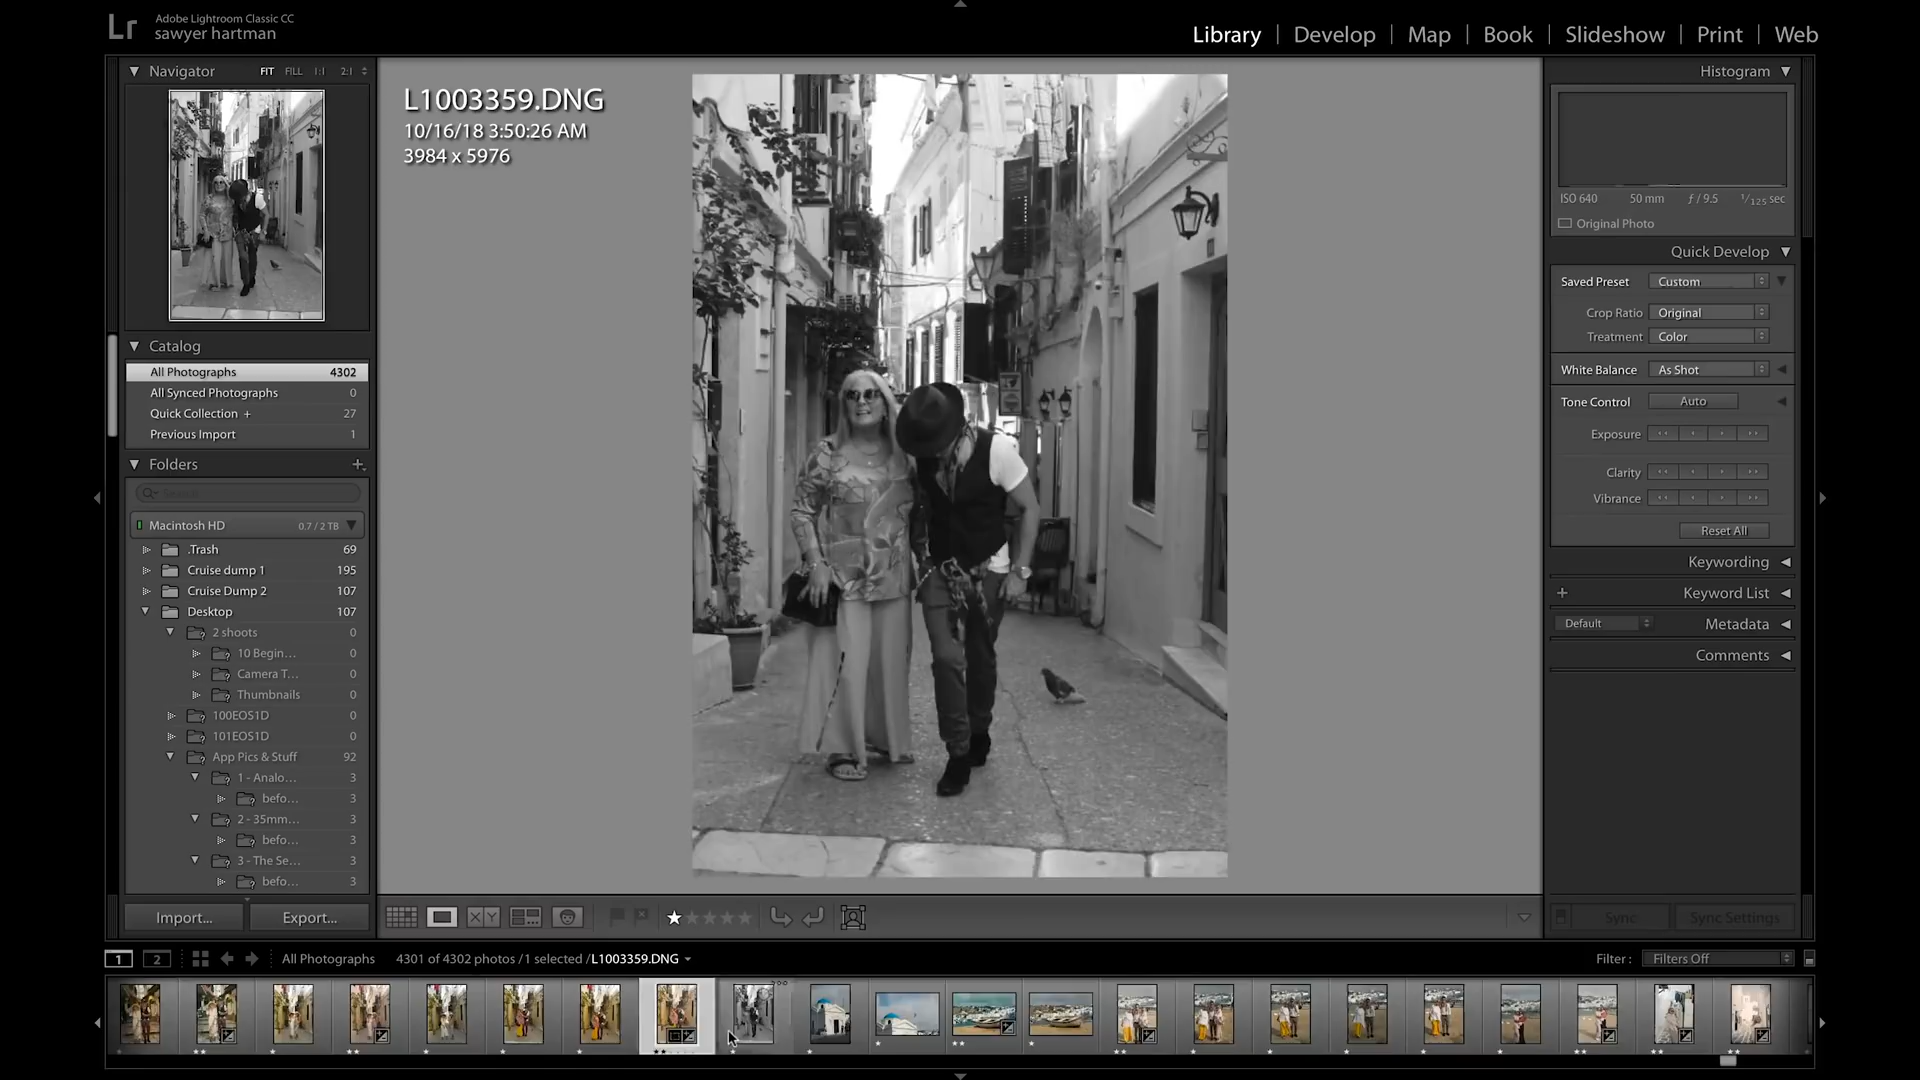 Lr
Adobe Lightroom Classic CC
sawyer hartman
Library | Develop | Map | Book | Slideshow | Print | Web
Navigator FIT FILL 1:1 2:1
L1003359.DNG
10/16/18 3:50:26 AM
3984 x 5976
Catalog
All Photographs 4302
All Synced Photographs 0
Quick Collection + 27
Previous Import 1
Folders +
Search
Macintosh HD 0.7 / 2 TB
.Trash 69
Cruise dump 1 195
Cruise Dump 2 107
Desktop 107
2 shoots 0
10 Begin... 0
Camera T... 0
Thumbnails 0
100EOS1D 0
101EOS1D 0
App Pics & Stuff 92
1 - Analo... 3
befo... 3
2 - 35mm... 3
befo... 3
3 - The Se... 3
befo... 3
Import... Export...
Histogram
ISO 640 50 mm ƒ / 9.5 1/125 sec
Original Photo
Quick Develop
Saved Preset Custom
Crop Ratio Original
Treatment Color
White Balance As Shot
Tone Control Auto
Exposure
Clarity
Vibrance
Reset All
Keywording
+ Keyword List
Default Metadata
Comments
X Y
Sync Sync Settings
1 2 All Photographs 4301 of 4302 photos / 1 selected / L1003359.DNG
Filter : Filters Off